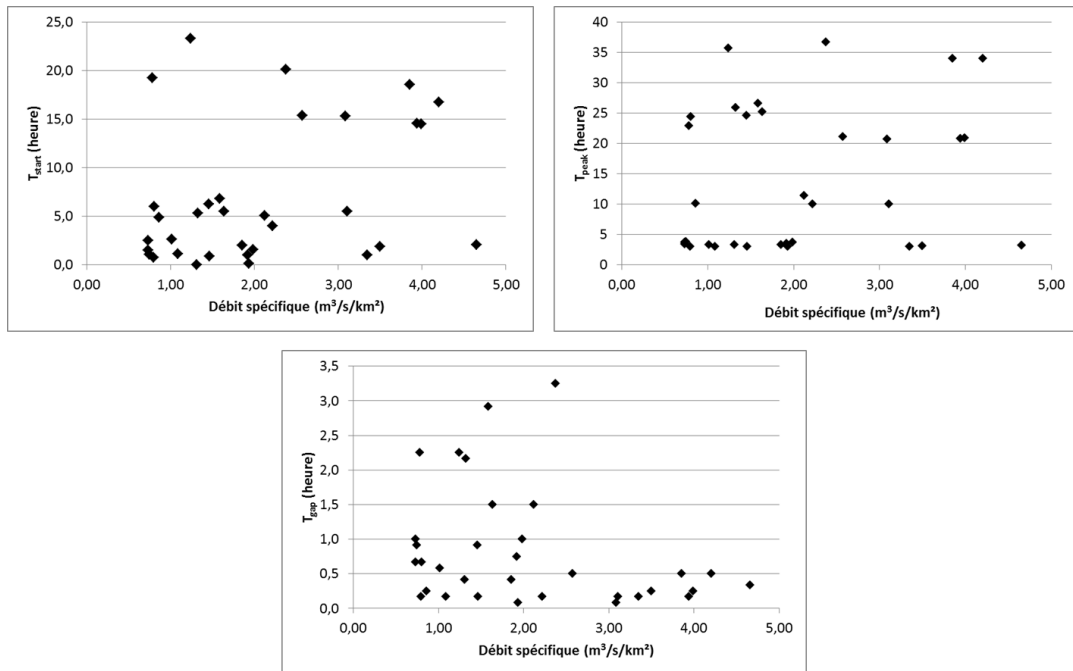 25,0
20,0
15,0
10,0
5,0
0,0
T_start (heure)
0,00 1,00 2,00 3,00 4,00 5,00
Débit spécifique (m³/s/km²)
40
35
30
25
20
15
10
5
0
T_peak (heure)
0,00 1,00 2,00 3,00 4,00 5,00
Débit spécifique (m³/s/km²)
3,5
3,0
2,5
2,0
1,5
1,0
0,5
0,0
T_gap (heure)
0,00 1,00 2,00 3,00 4,00 5,00
Débit spécifique (m³/s/km²)